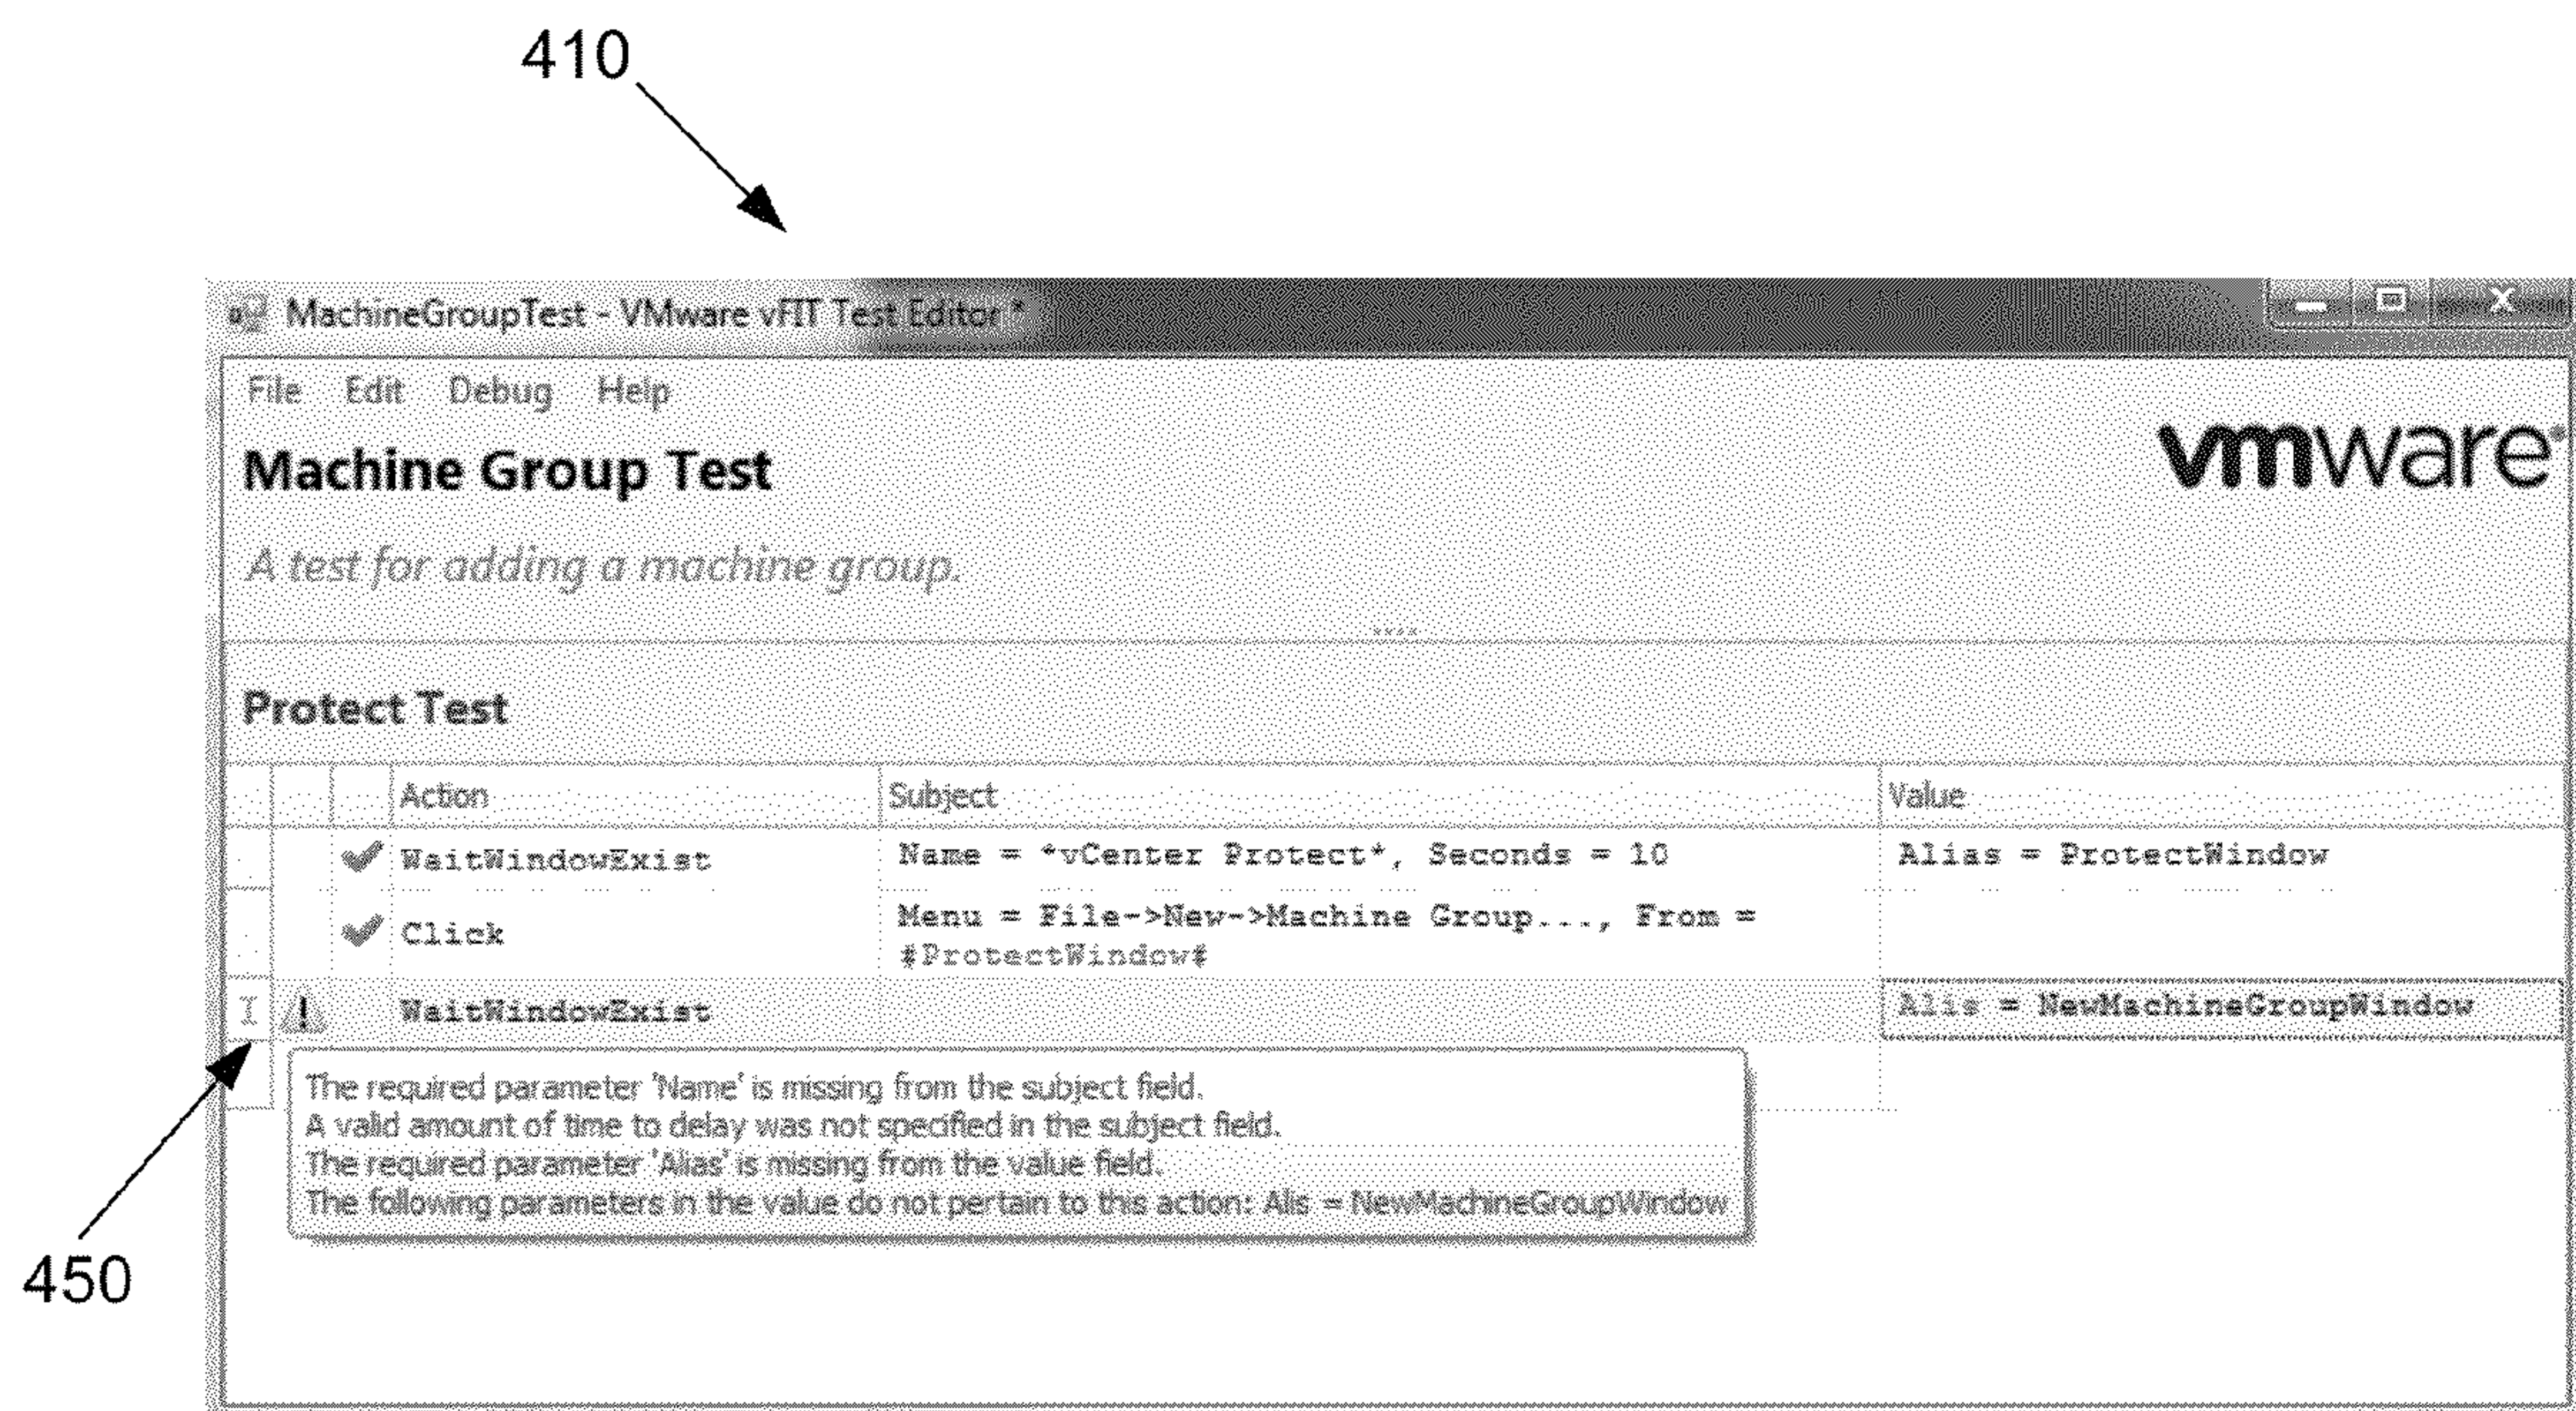 410
MachineGroupTest - VMware vFIT Test Editor *
File Edit Debug Help
Machine Group Test
vmware®
A test for adding a machine group.
Protect Test
Action Subject Value
WaitWindowExist Name = *vCenter Protect*, Seconds = 10 Alias = ProtectWindow
Click Menu = File->New->Machine Group..., From =
#ProtectWindow#
WaitWindowExist Alis = NewMachineGroupWindow
The required parameter 'Name' is missing from the subject field.
A valid amount of time to delay was not specified in the subject field.
The required parameter 'Alias' is missing from the value field.
The following parameters in the value do not pertain to this action: Alis = NewMachineGroupWindow
450